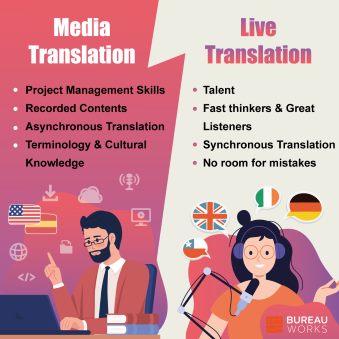 Media
Translation
• Project Management Skills
• Recorded Contents
• Asynchronous Translation
• Terminology & Cultural
Knowledge
Live
Translation
• Talent
• Fast thinkers & Great
Listeners
• Synchronous Translation
• No room for mistakes
BUREAU
WORKS